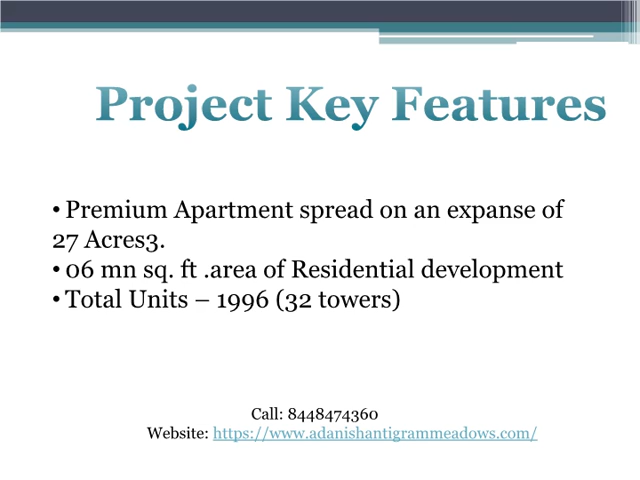 Project Key Features
• Premium Apartment spread on an expanse of
27 Acres3.
• 06 mn sq. ft .area of Residential development
• Total Units – 1996 (32 towers)
Call: 8448474360
Website: https://www.adanishantigrammeadows.com/